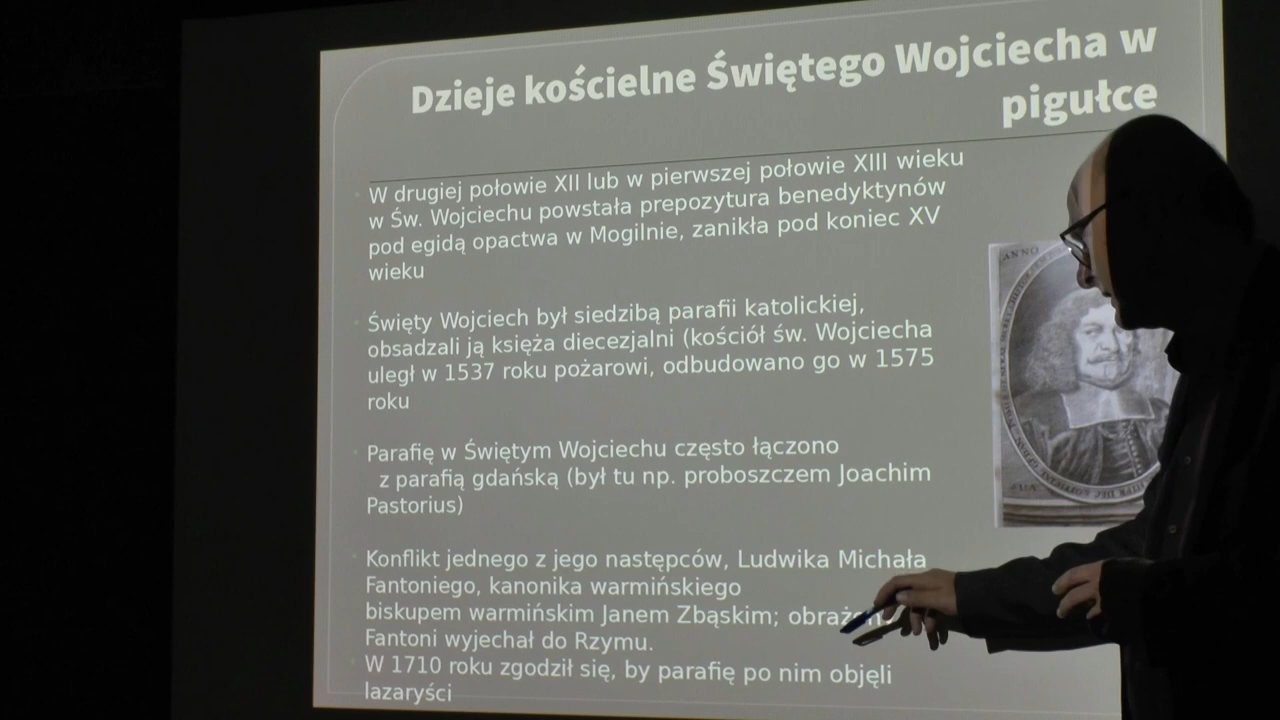 Dzieje kościelne Świętego Wojciecha w
pigułce
W drugiej połowie XII lub w pierwszej połowie XIII wieku
w Św. Wojciechu powstała prepozytura benedyktynów
pod egidą opactwa w Mogilnie, zanikła pod koniec XV
wieku
Święty Wojciech był siedzibą parafii katolickiej,
obsadzali ją księża diecezjalni (kościół św. Wojciecha
uległ w 1537 roku pożarowi, odbudowano go w 1575
roku
Parafię w Świętym Wojciechu często łączono
z parafią gdańską (był tu np. proboszczem Joachim
Pastorius)
Konflikt jednego z jego następców, Ludwika Michała
Fantoniego, kanonika warmińskiego
biskupem warmińskim Janem Zbąskim;
Fantoni wyjechał do Rzymu.
W 1710 roku zgodził się, by parafię po nim objęli
lazaryści
ANNO